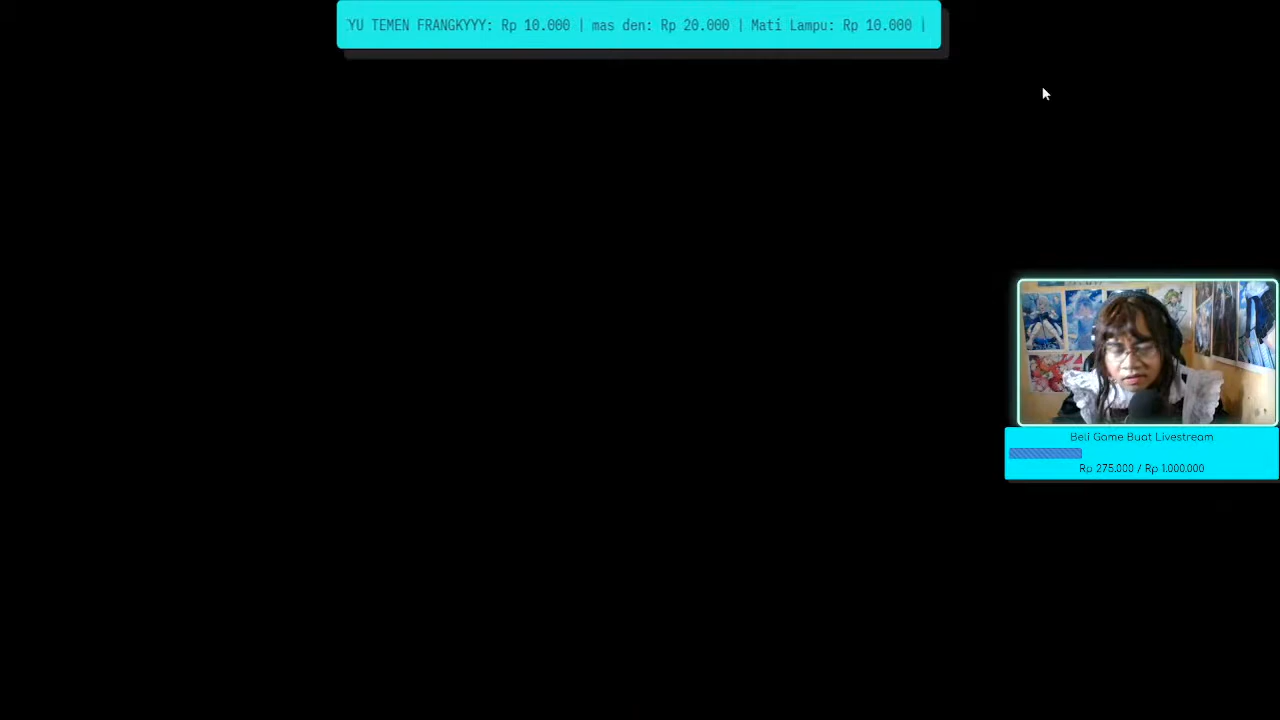 YU TEMEN FRANGKYYY: Rp 10.000 | mas den: Rp 20.000 | Mati Lampu: Rp 10.000 |
Beli Game Buat Livestream
Rp 275.000 / Rp 1.000.000